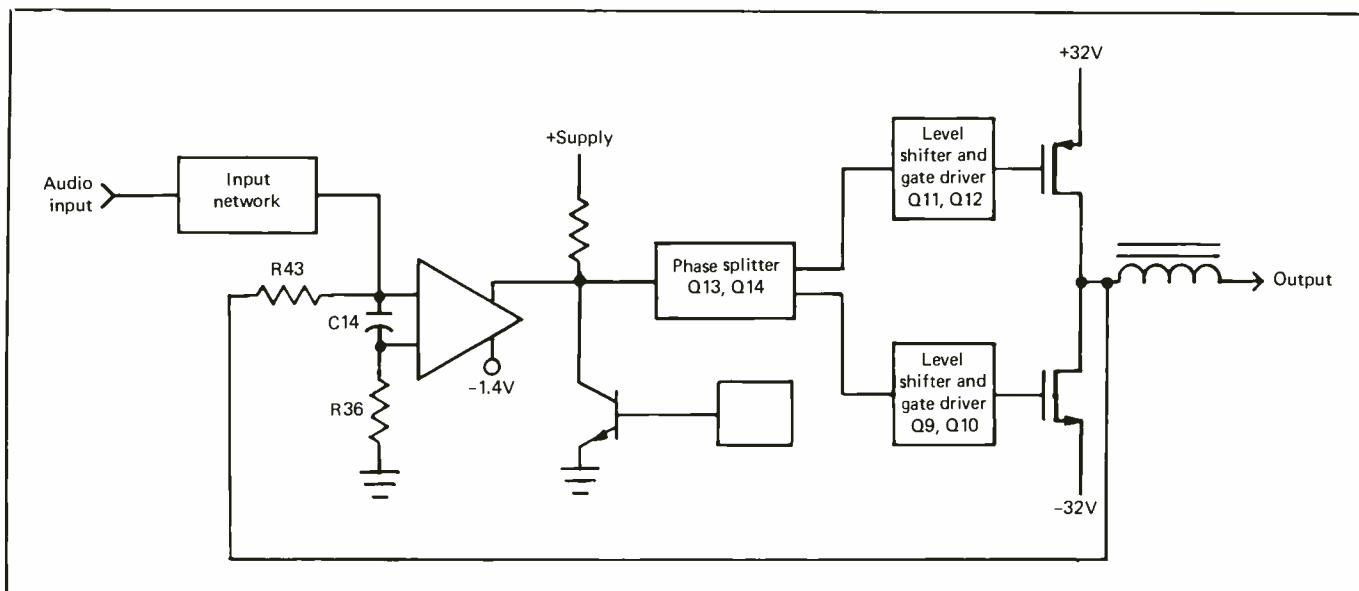 +32V
Level
shifter and
gate driver
Q11, Q12
+Supply
Audio
input
Input
network
R43
Phase splitter
Q13, Q14
Output
C14
−1.4V
R36
Level
shifter and
gate driver
Q9, Q10
−32V